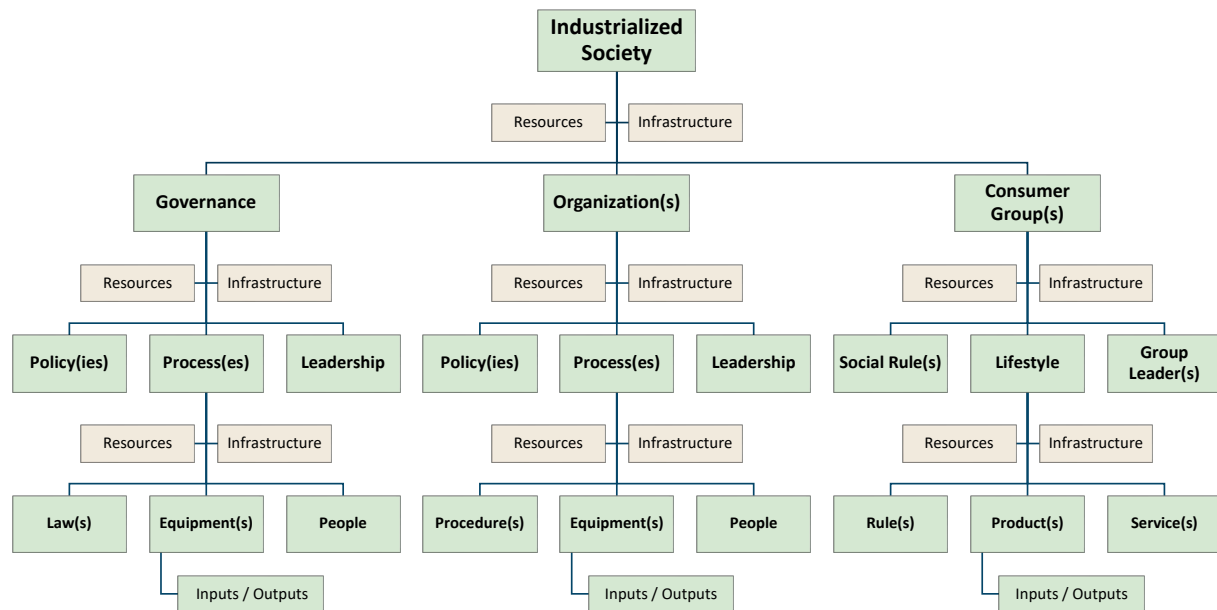 Industrialized
Society
Resources
Infrastructure
Governance
Organization(s)
Consumer
Group(s)
Resources
Infrastructure
Resources
Infrastructure
Resources
Infrastructure
Policy(ies)
Process(es)
Leadership
Policy(ies)
Process(es)
Leadership
Social Rule(s)
Lifestyle
Group
Leader(s)
Resources
Infrastructure
Resources
Infrastructure
Resources
Infrastructure
Law(s)
Equipment(s)
People
Procedure(s)
Equipment(s)
People
Rule(s)
Product(s)
Service(s)
Inputs / Outputs
Inputs / Outputs
Inputs / Outputs